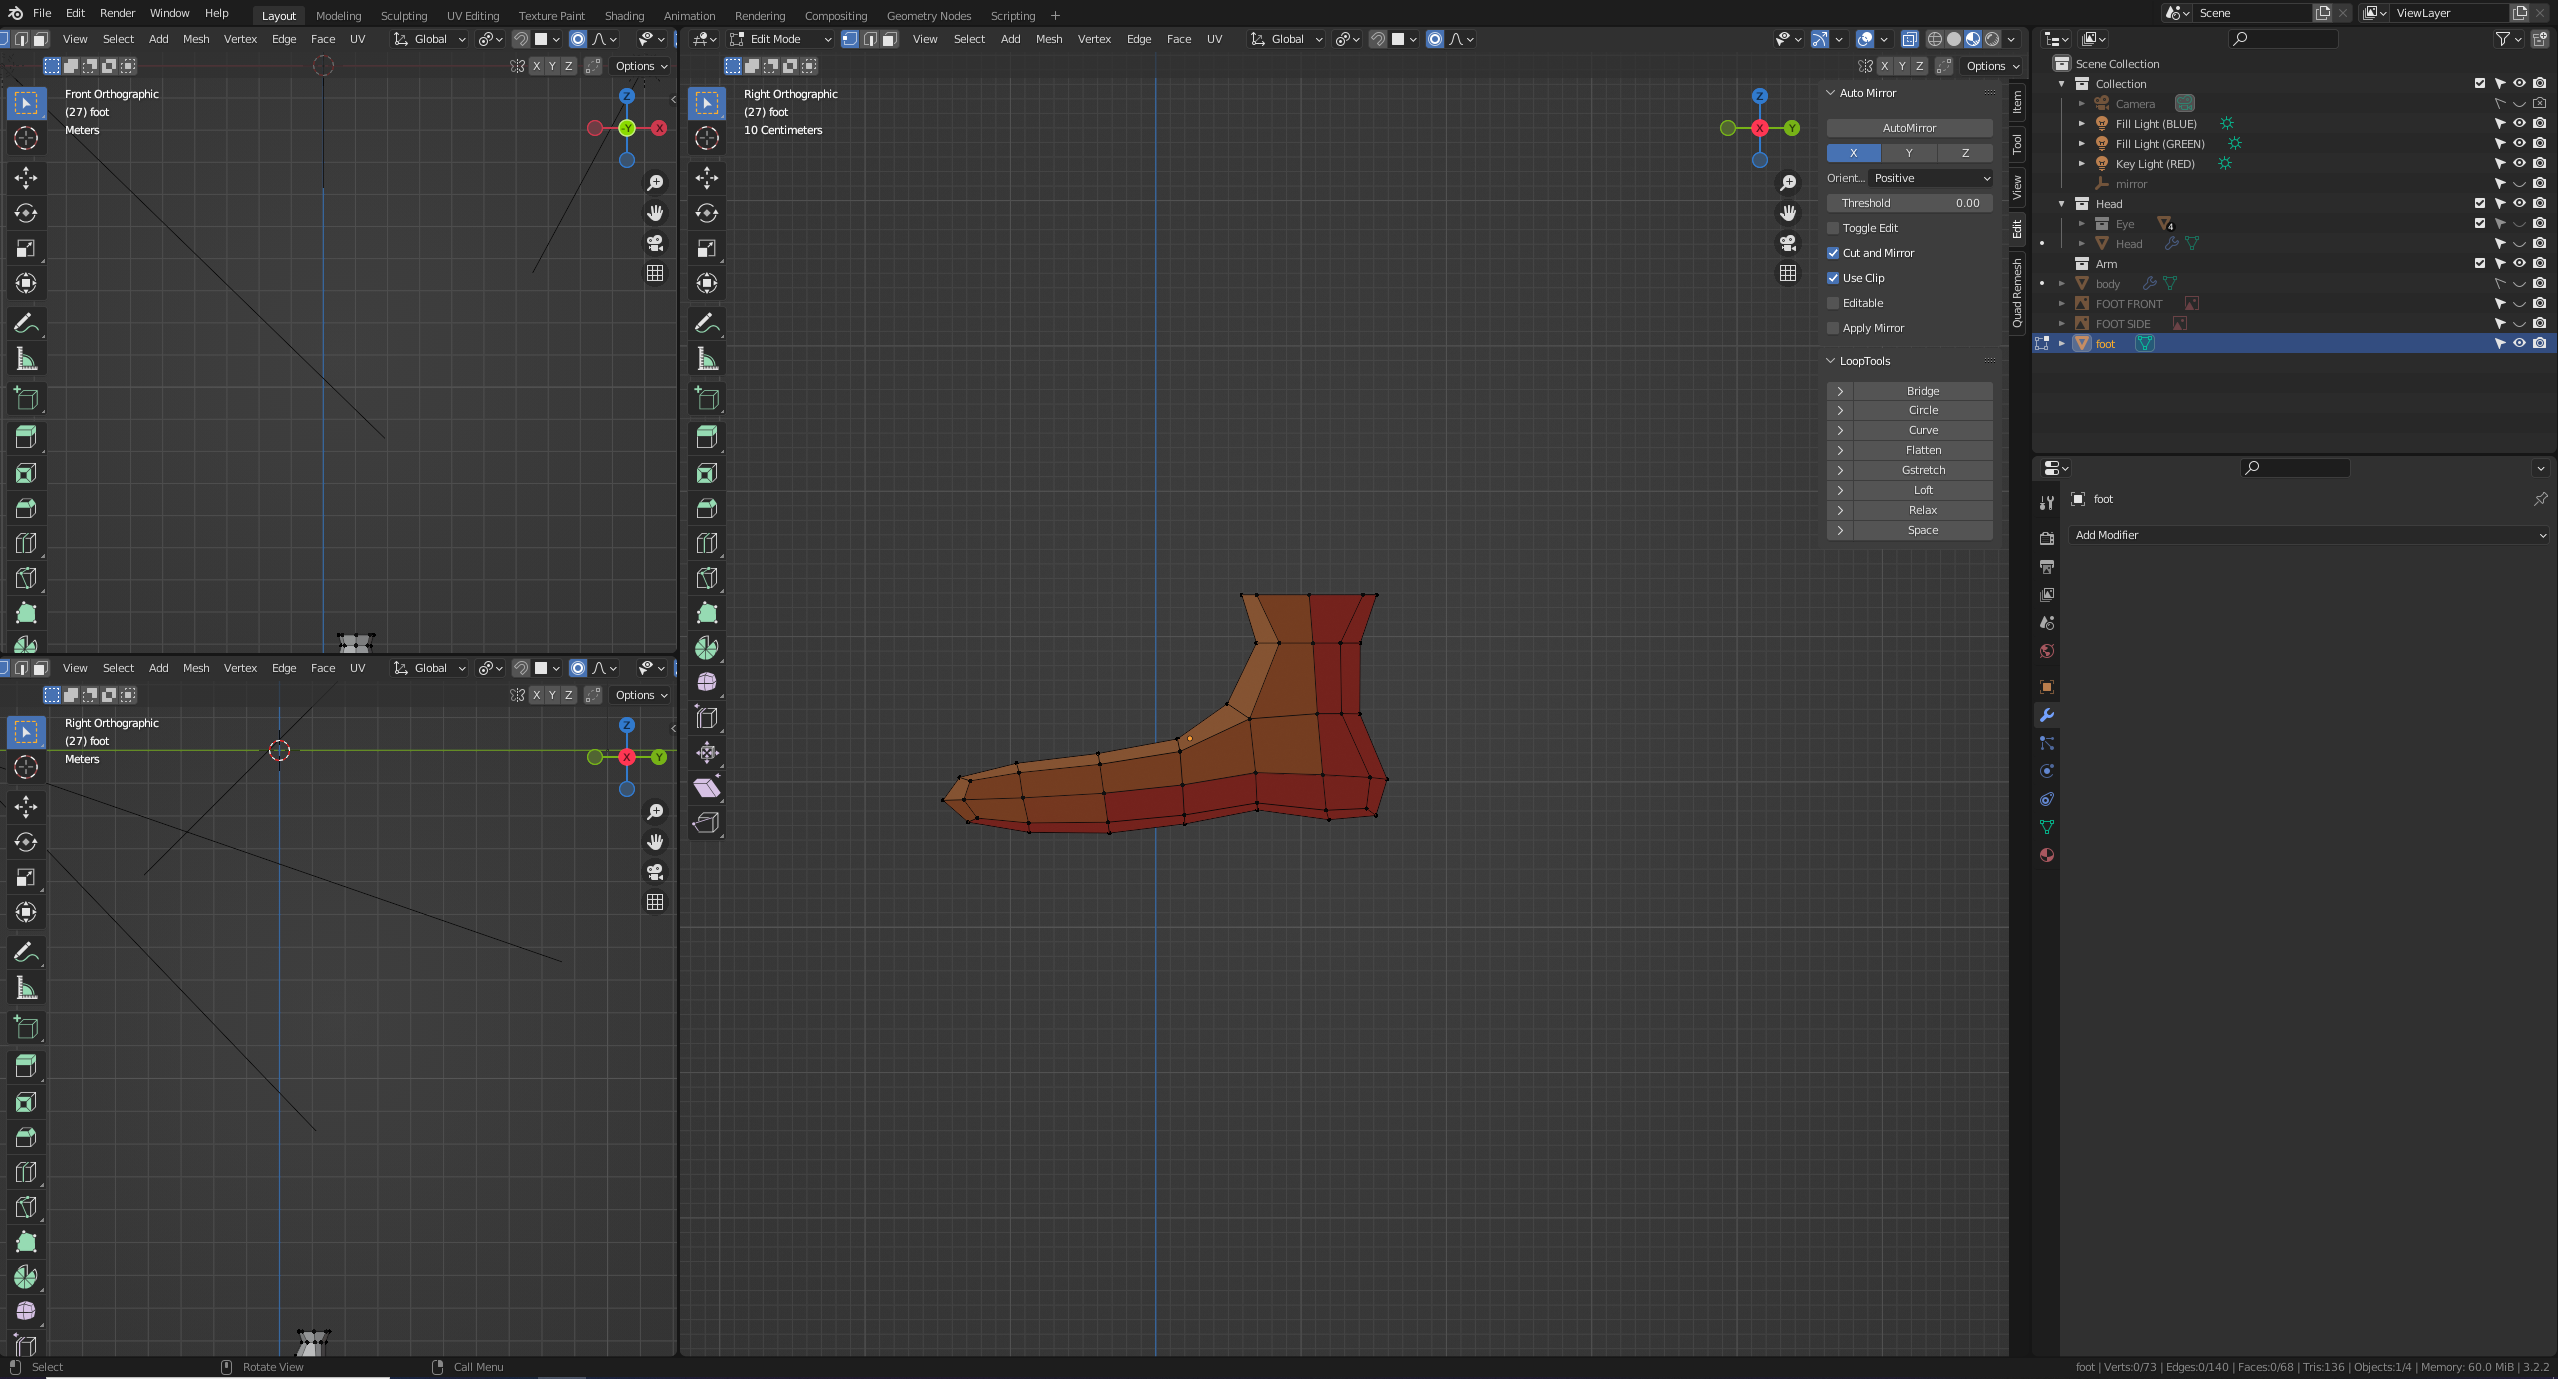 File Edit Render Window Help Layout Modeling Sculpting UV Editing Texture Paint Shading Animation Rendering Compositing Geometry Nodes Scripting + Scene ViewLayer
View Select Add Mesh Vertex Edge Face UV Global
X Y Z Options
Front Orthographic
(27) foot
Meters
Z
Y X
Edit Mode View Select Add Mesh Vertex Edge Face UV Global
X Y Z Options
Right Orthographic
(27) foot
10 Centimeters
Z
X Y
Auto Mirror
AutoMirror
X Y Z
Orient... Positive
Threshold 0.00
Toggle Edit
Cut and Mirror
Use Clip
Editable
Apply Mirror
LoopTools
Bridge
Circle
Curve
Flatten
Gstretch
Loft
Relax
Space
Item
Tool
View
Edit
Quad Remesh
View Select Add Mesh Vertex Edge Face UV Global
X Y Z Options
Right Orthographic
(27) foot
Meters
Z
X Y
Scene Collection
Collection
Camera
Fill Light (BLUE)
Fill Light (GREEN)
Key Light (RED)
mirror
Head
Eye 4
Head
Arm
body
FOOT FRONT
FOOT SIDE
foot
foot
Add Modifier
Select Rotate View Call Menu
foot | Verts:0/73 | Edges:0/140 | Faces:0/68 | Tris:136 | Objects:1/4 | Memory: 60.0 MiB | 3.2.2